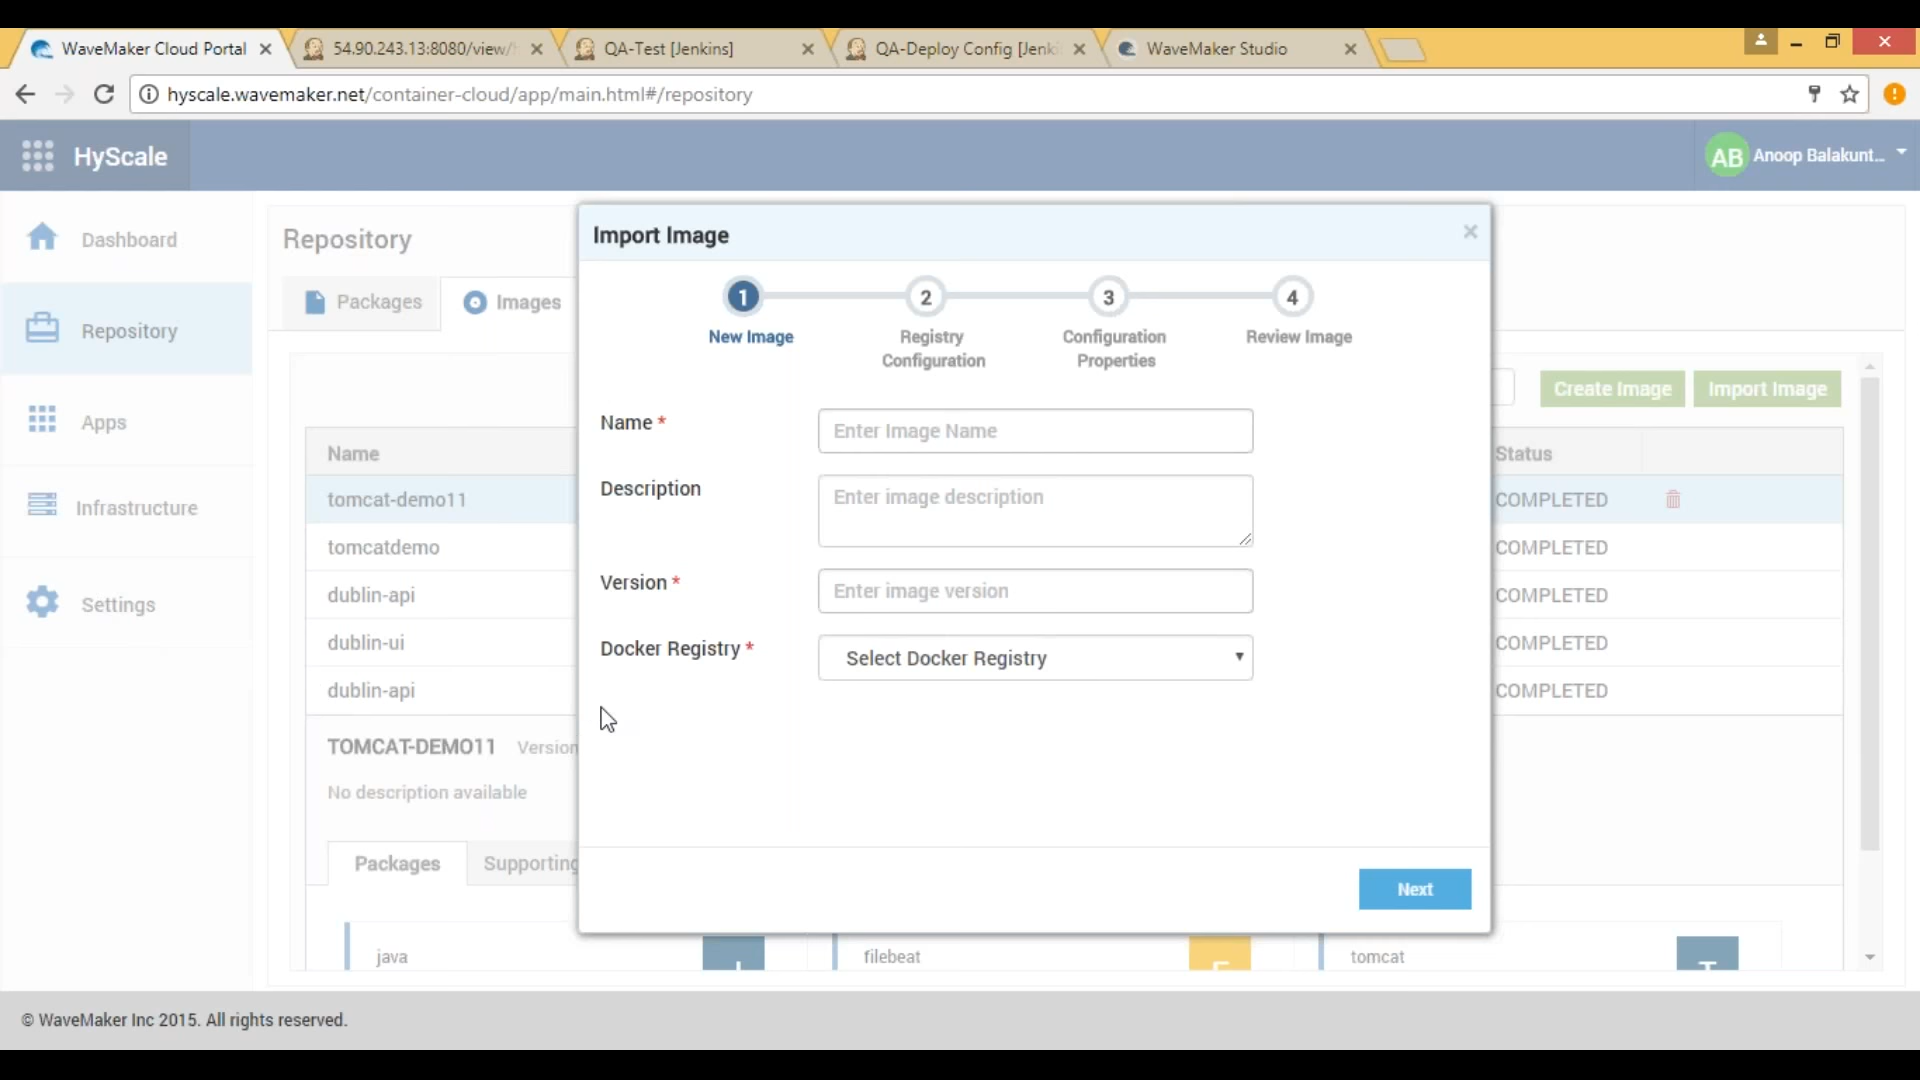 WaveMaker Cloud Portal
54.90.243.13:8080/view/
QA-Test [Jenkins]
QA-Deploy Config [Jenki
WaveMaker Studio
hyscale.wavemaker.net/container-cloud/app/main.html#/repository
HyScale
AB Anoop Balakunt...
Dashboard
Repository
Apps
Infrastructure
Settings
Repository
Packages
Images
Create Image
Import Image
Name
Status
tomcat-demo11
COMPLETED
tomcatdemo
COMPLETED
dublin-api
COMPLETED
dublin-ui
COMPLETED
dublin-api
COMPLETED
TOMCAT-DEMO11 Version
No description available
Packages
Supporting
java
filebeat
tomcat
Import Image
1
2
3
4
New Image
Registry
Configuration
Configuration
Properties
Review Image
Name *
Enter Image Name
Description
Enter image description
Version *
Enter image version
Docker Registry *
Select Docker Registry
Next
© WaveMaker Inc 2015. All rights reserved.